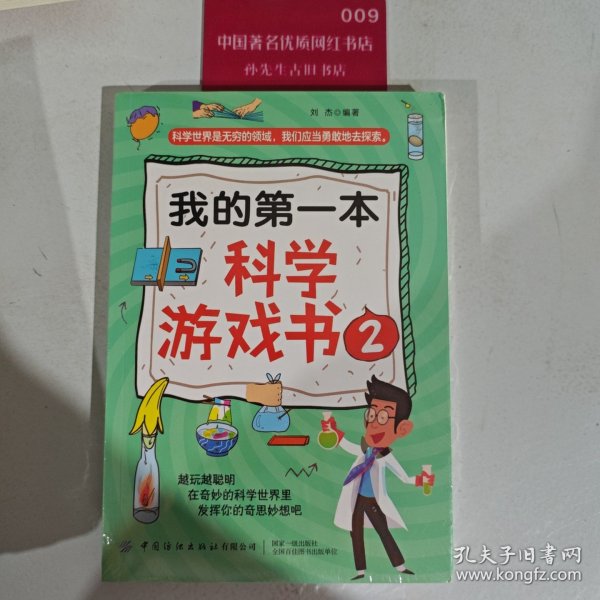 009
中国著名优质网红书店
孙先生古旧书店
刘 杰◎编著
科学世界是无穷的领域,我们应当勇敢地去探索。
我的第一本
科学
游戏书2
越玩越聪明
在奇妙的科学世界里
发挥你的奇思妙想吧
中国纺织出版社有限公司
国家一级出版社
全国百佳图书出版单位
孔夫子旧书网
www.kongfz.com